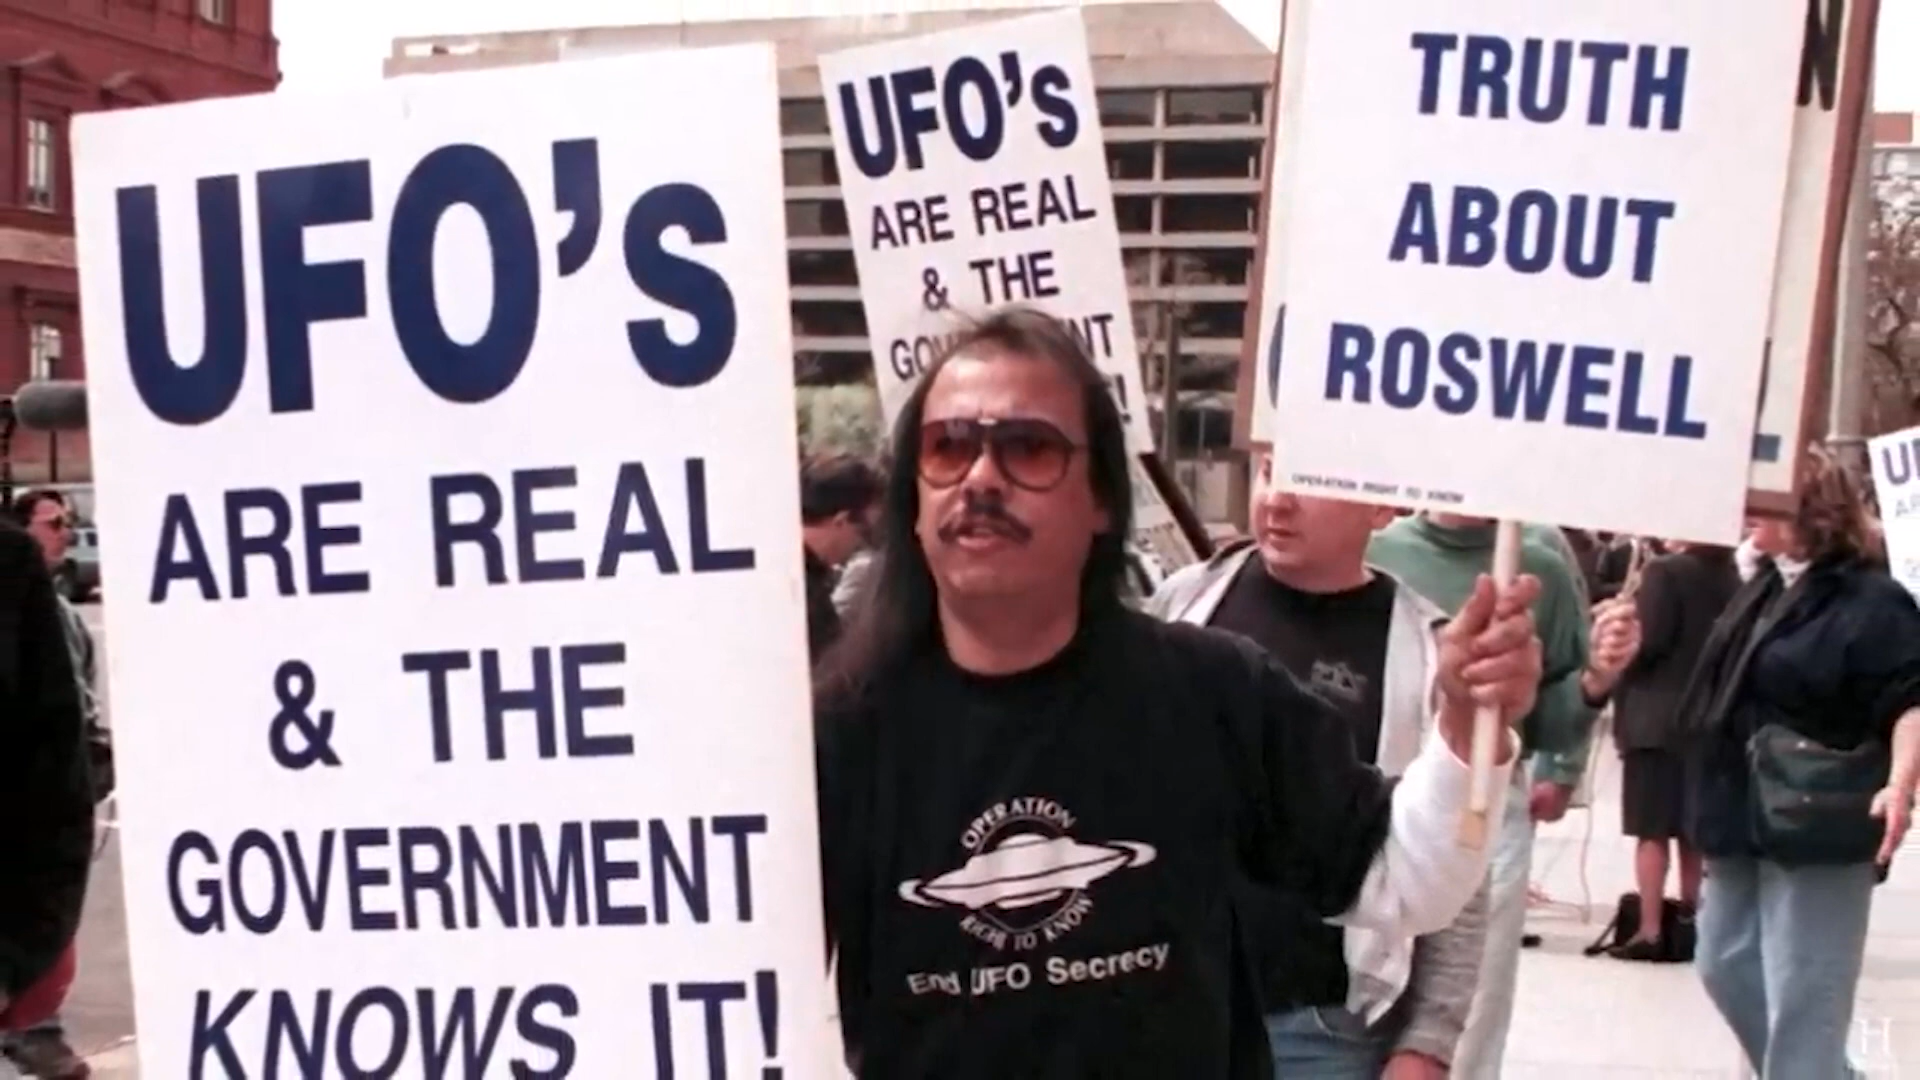 UFO's
ARE REAL
& THE
GOVERNMENT
KNOWS IT!
UFO's
ARE REAL
& THE
TRUTH
ABOUT
ROSWELL
OPERATION RIGHT TO KNOW
OPERATION
RIGHT TO KNOW
End UFO Secrecy
N
H